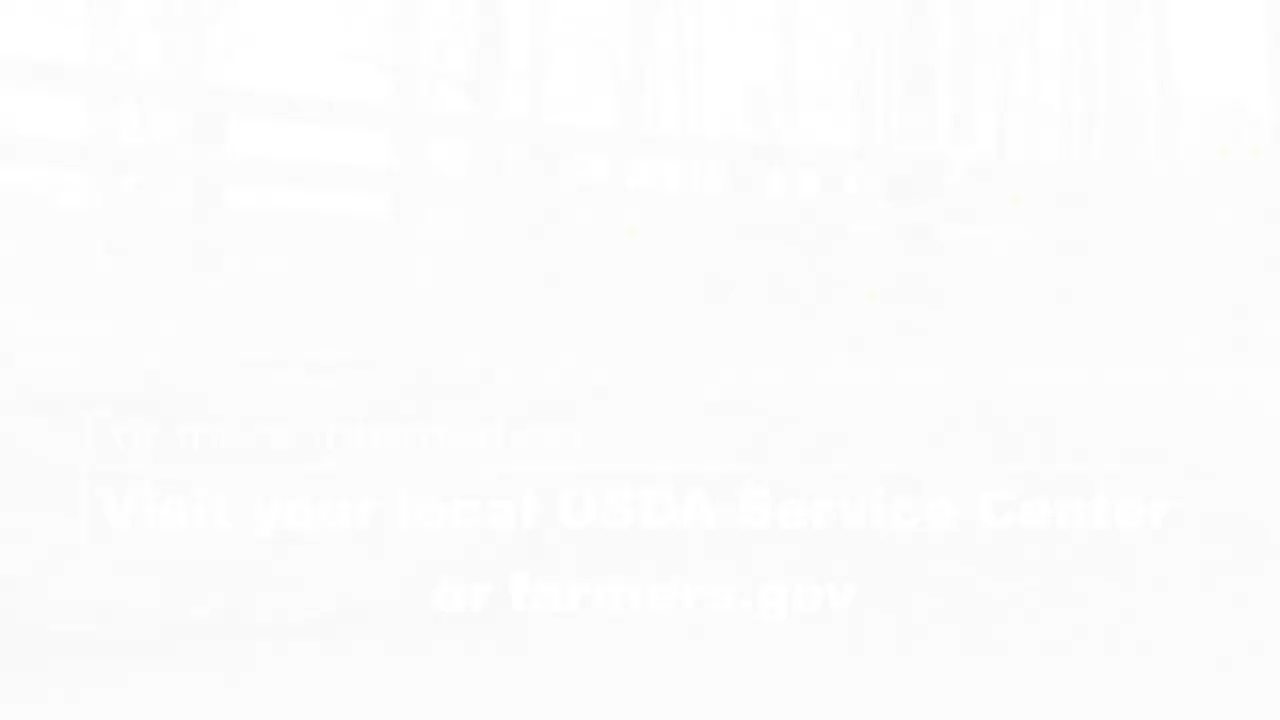 For more information
Visit your local USDA Service Center
or farmers.gov